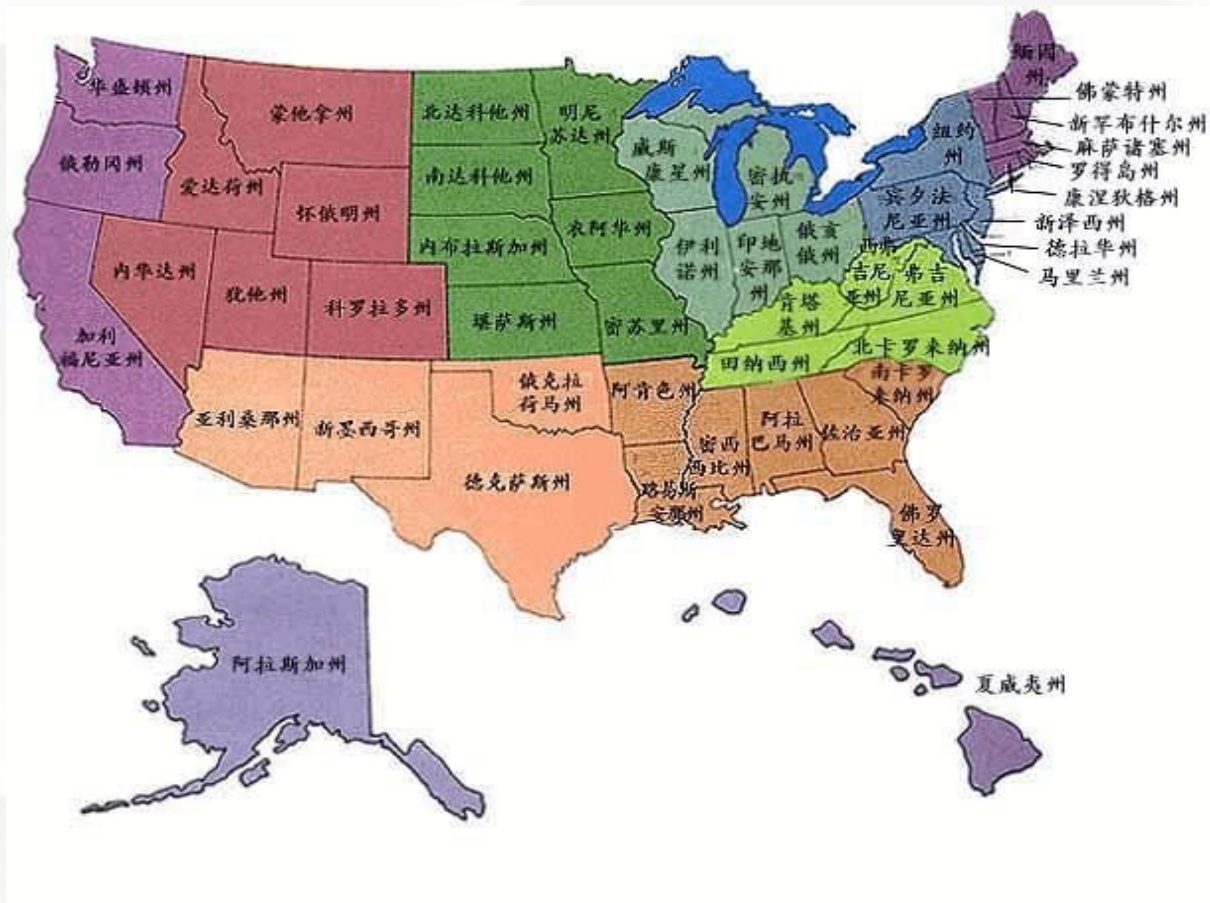 缅因
州
华盛顿州
蒙他拿州
北达科他州
明尼
苏达州
佛蒙特州
新罕布什尔州
麻萨诸塞州
罗得岛州
康涅狄格州
新泽西州
德拉华州
马里兰州
纽约
州
俄勒冈州
爱达荷州
怀俄明州
南达科他州
威斯
康星州
密执
安州
宾夕法
尼亚州
内华达州
犹他州
科罗拉多州
内布拉斯加州
衣阿华州
伊利
诺州
印地
安那
州
俄亥
俄州
西弗
吉尼
亚州
弗吉
尼亚州
加利
福尼亚州
堪萨斯州
密苏里州
肯塔
基州
田纳西州
北卡罗来纳州
南卡罗
来纳州
亚利桑那州
新墨西哥州
俄克拉
荷马州
阿肯色州
密西
西比州
阿拉
巴马州
佐治亚州
德克萨斯州
路易斯
安那州
佛罗
里达州
阿拉斯加州
夏威夷州